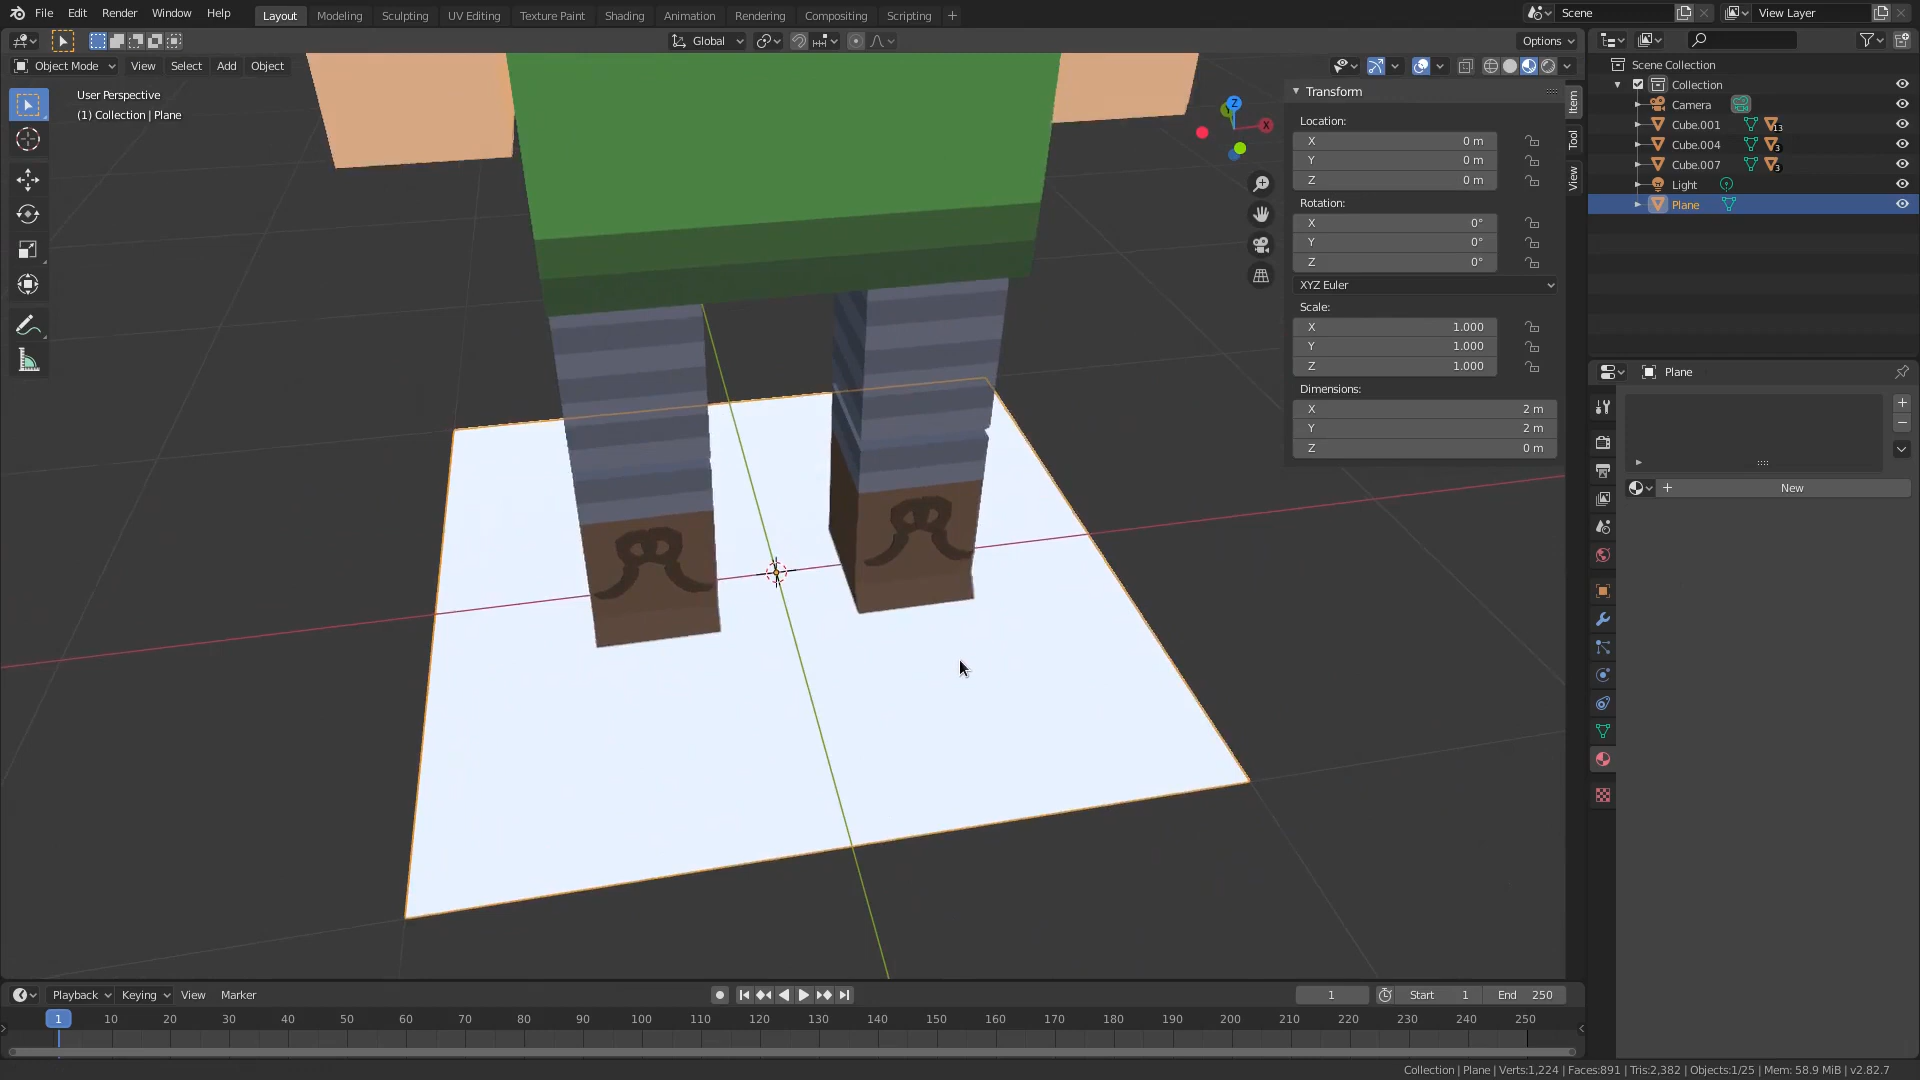 File Edit Render Window Help
Layout Modeling Sculpting UV Editing Texture Paint Shading Animation Rendering Compositing Scripting +
Scene
View Layer
Global
Options
Object Mode View Select Add Object
User Perspective
(1) Collection | Plane
Z
X
Transform
Location:
X 0 m
Y 0 m
Z 0 m
Rotation:
X 0°
Y 0°
Z 0°
XYZ Euler
Scale:
X 1.000
Y 1.000
Z 1.000
Dimensions:
X 2 m
Y 2 m
Z 0 m
Item
Tool
View
Scene Collection
Collection
Camera
Cube.001 13
Cube.004 3
Cube.007 3
Light
Plane
Plane
New
Playback Keying View Marker
1
Start 1
End 250
1 10 20 30 40 50 60 70 80 90 100 110 120 130 140 150 160 170 180 190 200 210 220 230 240 250
Collection | Plane | Verts:1,224 | Faces:891 | Tris:2,382 | Objects:1/25 | Mem: 58.9 MiB | v2.82.7